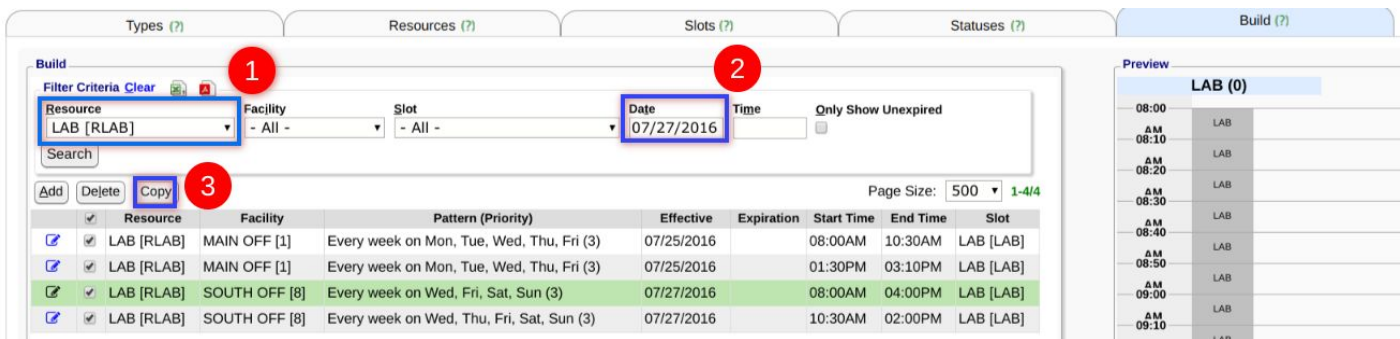 Types (?) Resources (?) Slots (?) Statuses (?) Build (?)
Build
Filter Criteria Clear
1
2
Resource Facility Slot Date Time Only Show Unexpired
LAB [RLAB] - All - - All - 07/27/2016
Search
Add Delete Copy 3 Page Size: 500 1-4/4
Resource Facility Pattern (Priority) Effective Expiration Start Time End Time Slot
LAB [RLAB] MAIN OFF [1] Every week on Mon, Tue, Wed, Thu, Fri (3) 07/25/2016 08:00AM 10:30AM LAB [LAB]
LAB [RLAB] MAIN OFF [1] Every week on Mon, Tue, Wed, Thu, Fri (3) 07/25/2016 01:30PM 03:10PM LAB [LAB]
LAB [RLAB] SOUTH OFF [8] Every week on Wed, Fri, Sat, Sun (3) 07/27/2016 08:00AM 04:00PM LAB [LAB]
LAB [RLAB] SOUTH OFF [8] Every week on Wed, Thu, Fri, Sat, Sun (3) 07/27/2016 10:30AM 02:00PM LAB [LAB]
Preview
LAB (0)
08:00
LAB
AM
08:10
LAB
AM
08:20
LAB
AM
08:30
LAB
AM
08:40
LAB
AM
08:50
LAB
AM
09:00
LAB
AM
09:10